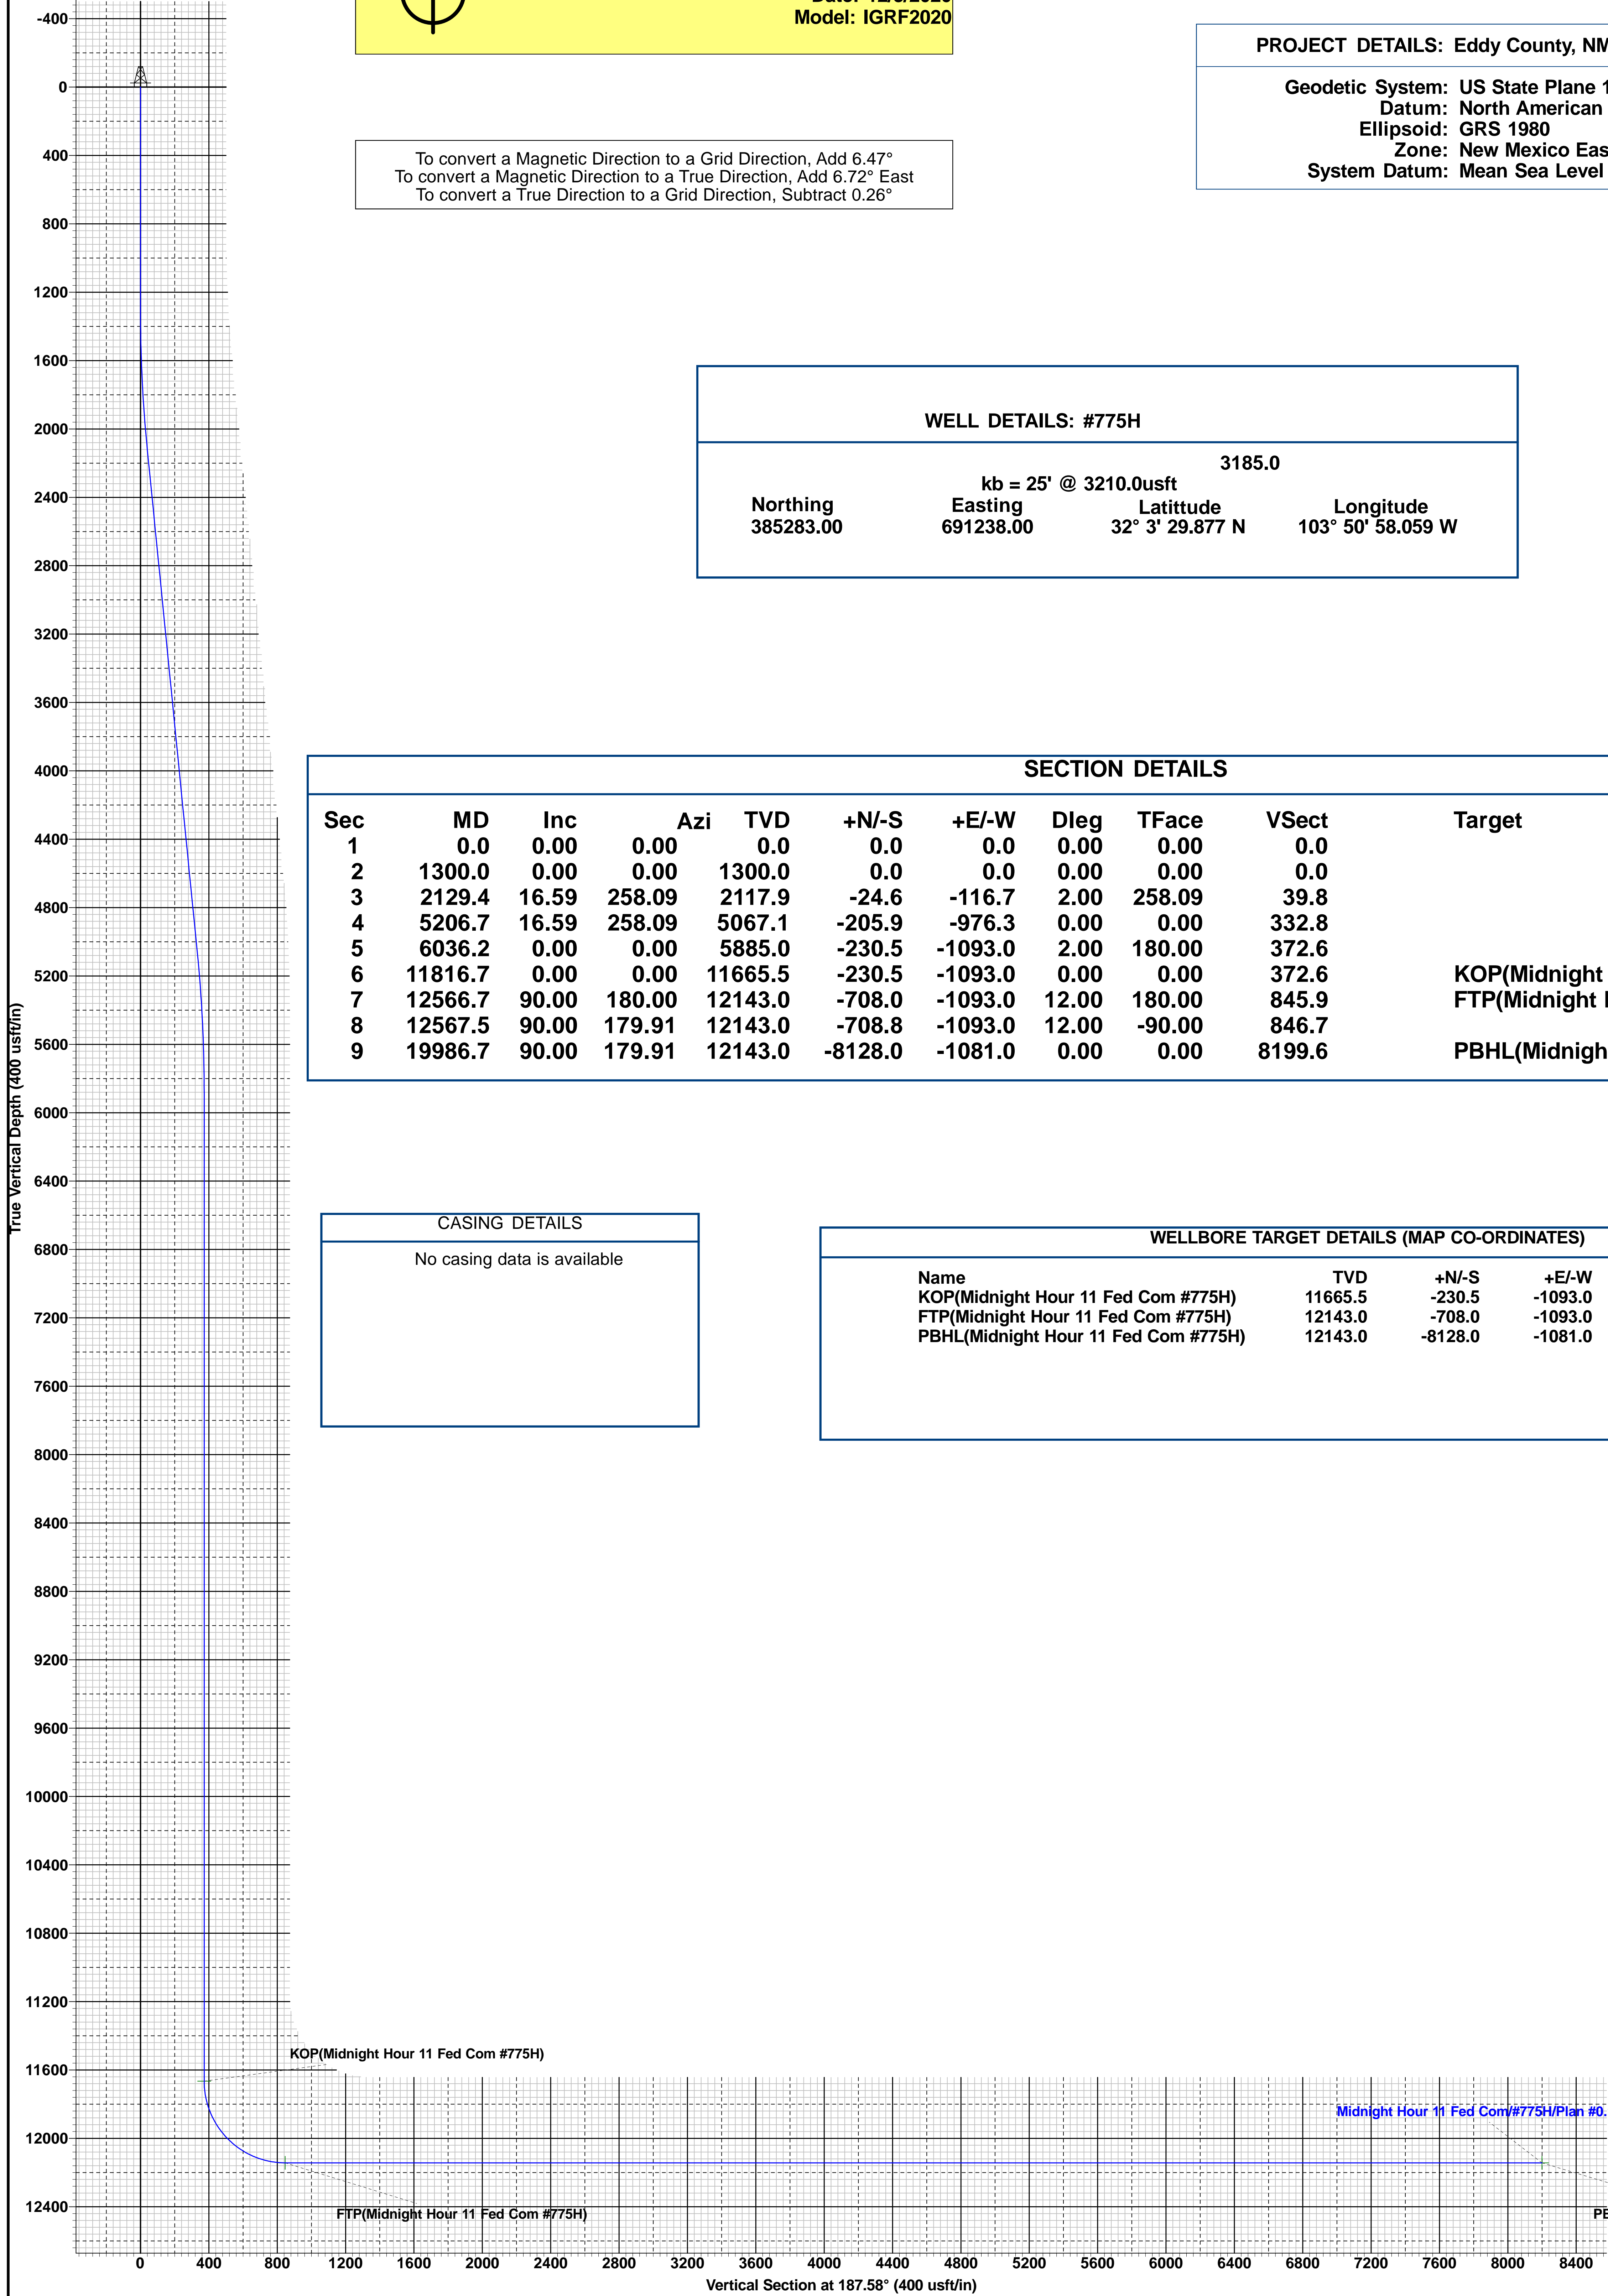 Model: IGRF2020
PROJECT DETAILS: Eddy County, NM
Geodetic System: US State Plane 1
Datum: North American
Ellipsoid: GRS 1980
Zone: New Mexico Eas
System Datum: Mean Sea Level
To convert a Magnetic Direction to a Grid Direction, Add 6.47°
To convert a Magnetic Direction to a True Direction, Add 6.72° East
To convert a True Direction to a Grid Direction, Subtract 0.26°
WELL DETAILS: #775H
3185.0
kb = 25' @ 3210.0usft
Northing Easting Latittude Longitude
385283.00 691238.00 32° 3' 29.877 N 103° 50' 58.059 W
SECTION DETAILS
Sec MD Inc Azi TVD +N/-S +E/-W Dleg TFace VSect Target
1 0.0 0.00 0.00 0.0 0.0 0.0 0.00 0.00 0.0
2 1300.0 0.00 0.00 1300.0 0.0 0.0 0.00 0.00 0.0
3 2129.4 16.59 258.09 2117.9 -24.6 -116.7 2.00 258.09 39.8
4 5206.7 16.59 258.09 5067.1 -205.9 -976.3 0.00 0.00 332.8
5 6036.2 0.00 0.00 5885.0 -230.5 -1093.0 2.00 180.00 372.6
6 11816.7 0.00 0.00 11665.5 -230.5 -1093.0 0.00 0.00 372.6 KOP(Midnight
7 12566.7 90.00 180.00 12143.0 -708.0 -1093.0 12.00 180.00 845.9 FTP(Midnight
8 12567.5 90.00 179.91 12143.0 -708.8 -1093.0 12.00 -90.00 846.7
9 19986.7 90.00 179.91 12143.0 -8128.0 -1081.0 0.00 0.00 8199.6 PBHL(Midnigh
CASING DETAILS
No casing data is available
WELLBORE TARGET DETAILS (MAP CO-ORDINATES)
Name TVD +N/-S +E/-W
KOP(Midnight Hour 11 Fed Com #775H) 11665.5 -230.5 -1093.0
FTP(Midnight Hour 11 Fed Com #775H) 12143.0 -708.0 -1093.0
PBHL(Midnight Hour 11 Fed Com #775H) 12143.0 -8128.0 -1081.0
True Vertical Depth (400 usft/in)
-400
0
400
800
1200
1600
2000
2400
2800
3200
3600
4000
4400
4800
5200
5600
6000
6400
6800
7200
7600
8000
8400
8800
9200
9600
10000
10400
10800
11200
11600
12000
12400
KOP(Midnight Hour 11 Fed Com #775H)
Midnight Hour 11 Fed Com/#775H/Plan #0.
FTP(Midnight Hour 11 Fed Com #775H)
PB
0 400 800 1200 1600 2000 2400 2800 3200 3600 4000 4400 4800 5200 5600 6000 6400 6800 7200 7600 8000 8400
Vertical Section at 187.58° (400 usft/in)